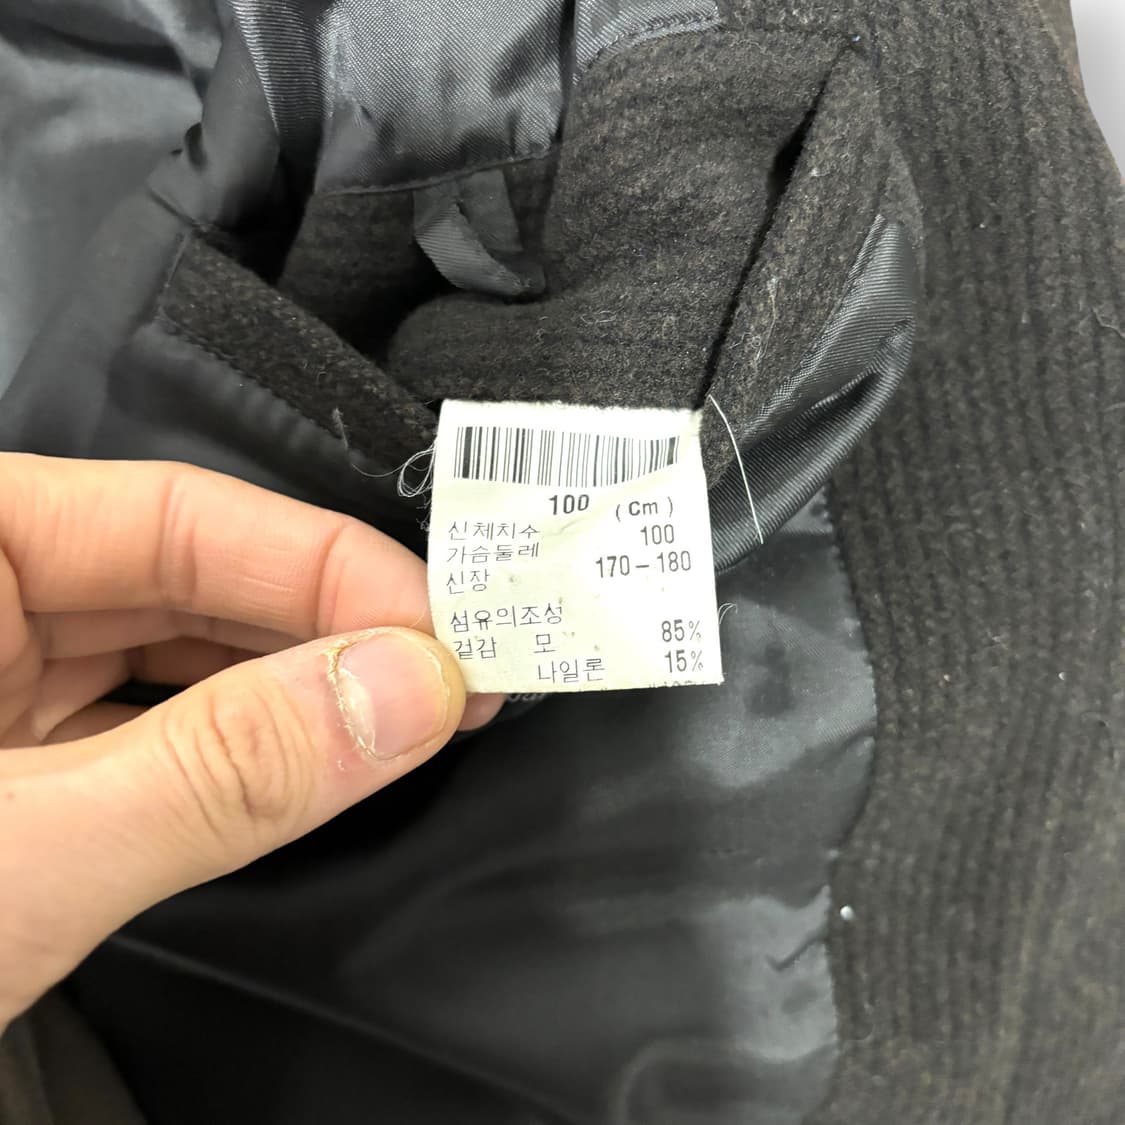 100 (Cm)
신체치수
가슴둘레 100
신장 170-180
섬유의조성
겉감 모 85%
나일론 15%